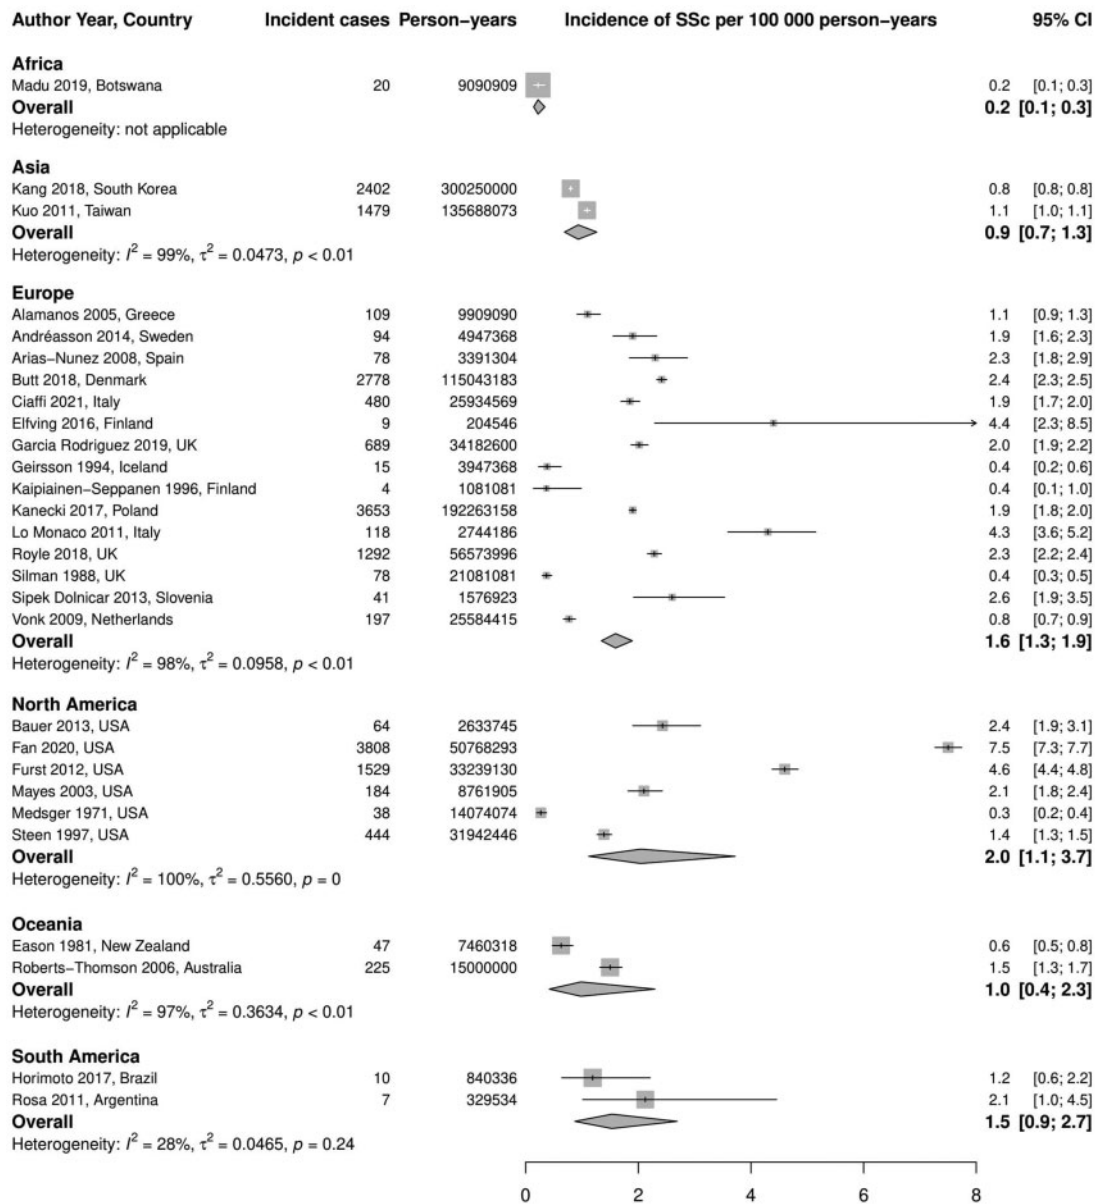 Author Year, Country Incident cases Person−years Incidence of SSc per 100 000 person−years 95% CI
Africa
Madu 2019, Botswana 20 9090909 0.2 [0.1; 0.3]
Overall 0.2 [0.1; 0.3]
Heterogeneity: not applicable
Asia
Kang 2018, South Korea 2402 300250000 0.8 [0.8; 0.8]
Kuo 2011, Taiwan 1479 135688073 1.1 [1.0; 1.1]
Overall 0.9 [0.7; 1.3]
Heterogeneity: I² = 99%, τ² = 0.0473, p < 0.01
Europe
Alamanos 2005, Greece 109 9909090 1.1 [0.9; 1.3]
Andréasson 2014, Sweden 94 4947368 1.9 [1.6; 2.3]
Arias−Nunez 2008, Spain 78 3391304 2.3 [1.8; 2.9]
Butt 2018, Denmark 2778 115043183 2.4 [2.3; 2.5]
Ciaffi 2021, Italy 480 25934569 1.9 [1.7; 2.0]
Elfving 2016, Finland 9 204546 4.4 [2.3; 8.5]
Garcia Rodriguez 2019, UK 689 34182600 2.0 [1.9; 2.2]
Geirsson 1994, Iceland 15 3947368 0.4 [0.2; 0.6]
Kaipiainen−Seppanen 1996, Finland 4 1081081 0.4 [0.1; 1.0]
Kanecki 2017, Poland 3653 192263158 1.9 [1.8; 2.0]
Lo Monaco 2011, Italy 118 2744186 4.3 [3.6; 5.2]
Royle 2018, UK 1292 56573996 2.3 [2.2; 2.4]
Silman 1988, UK 78 21081081 0.4 [0.3; 0.5]
Sipek Dolnicar 2013, Slovenia 41 1576923 2.6 [1.9; 3.5]
Vonk 2009, Netherlands 197 25584415 0.8 [0.7; 0.9]
Overall 1.6 [1.3; 1.9]
Heterogeneity: I² = 98%, τ² = 0.0958, p < 0.01
North America
Bauer 2013, USA 64 2633745 2.4 [1.9; 3.1]
Fan 2020, USA 3808 50768293 7.5 [7.3; 7.7]
Furst 2012, USA 1529 33239130 4.6 [4.4; 4.8]
Mayes 2003, USA 184 8761905 2.1 [1.8; 2.4]
Medsger 1971, USA 38 14074074 0.3 [0.2; 0.4]
Steen 1997, USA 444 31942446 1.4 [1.3; 1.5]
Overall 2.0 [1.1; 3.7]
Heterogeneity: I² = 100%, τ² = 0.5560, p = 0
Oceania
Eason 1981, New Zealand 47 7460318 0.6 [0.5; 0.8]
Roberts−Thomson 2006, Australia 225 15000000 1.5 [1.3; 1.7]
Overall 1.0 [0.4; 2.3]
Heterogeneity: I² = 97%, τ² = 0.3634, p < 0.01
South America
Horimoto 2017, Brazil 10 840336 1.2 [0.6; 2.2]
Rosa 2011, Argentina 7 329534 2.1 [1.0; 4.5]
Overall 1.5 [0.9; 2.7]
Heterogeneity: I² = 28%, τ² = 0.0465, p = 0.24
0 2 4 6 8